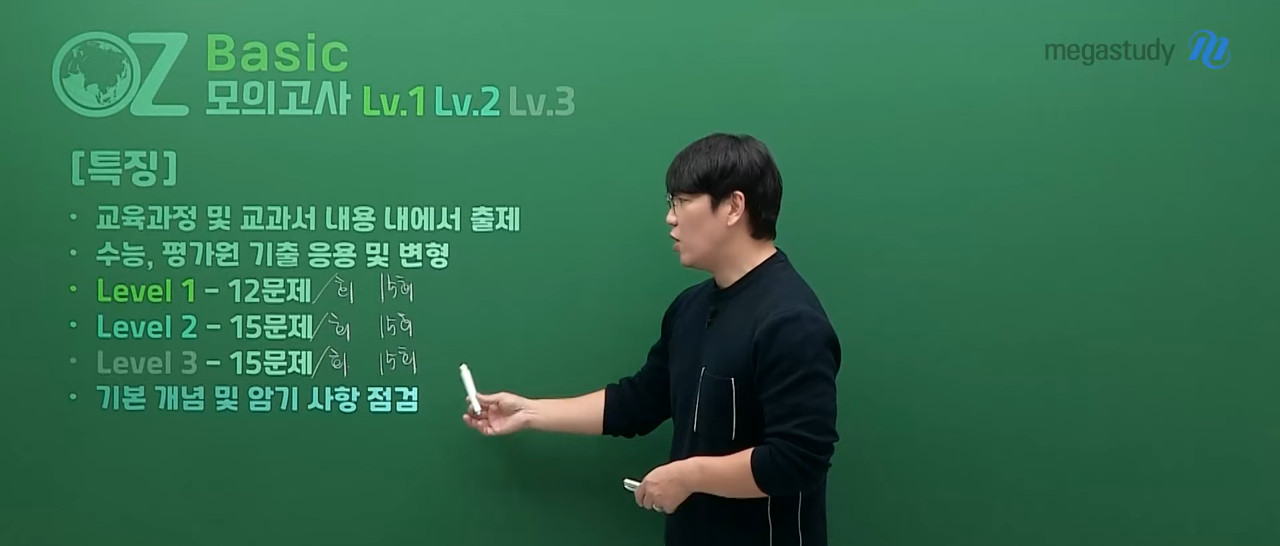 OZ Basic
모의고사 Lv.1 Lv.2 Lv.3
megastudy
[특징]
• 교육과정 및 교과서 내용 내에서 출제
• 수능, 평가원 기출 응용 및 변형
• Level 1 – 12문제/회 15회
• Level 2 – 15문제/회 15회
• Level 3 – 15문제/회 15회
• 기본 개념 및 암기 사항 점검